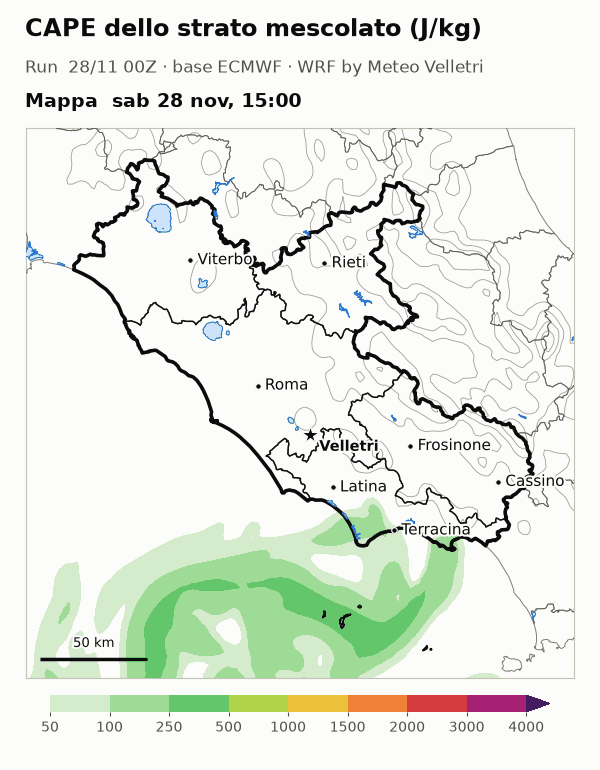 CAPE dello strato mescolato (J/kg)
Run  28/11 00Z · base ECMWF · WRF by Meteo Velletri
Mappa  sab 28 nov, 15:00
Viterbo
Rieti
Roma
Velletri
Frosinone
Latina
Cassino
Terracina
50 km
50 100 250 500 1000 1500 2000 3000 4000